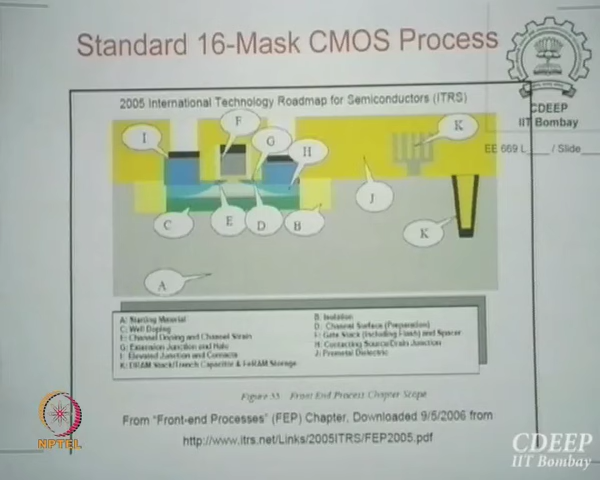 Standard 16-Mask CMOS Process
CDEEP
IIT Bombay
EE 669 L / Slide
2005 International Technology Roadmap for Semiconductors (ITRS)
I
F
G
H
K
J
K
C
E
D
B
A
A: Starting Material
B: Isolation
C: Well Doping
D: Channel Surface (Preparation)
E: Channel Doping and Channel Strain
F: Gate Stack (Including Flash) and Spacer
G: Extension Junction and Halo
H: Contacting Source/Drain Junction
I: Elevated Junction and Contacts
J: Premetal Dielectric
K: DRAM Stack/Trench Capacitor & FeRAM Storage
Front End Process Chapter Scope
From "Front-end Processes" (FEP) Chapter, Downloaded 9/5/2006 from
http://www.itrs.net/Links/2005ITRS/FEP2005.pdf
NPTEL
CDEEP
IIT Bombay